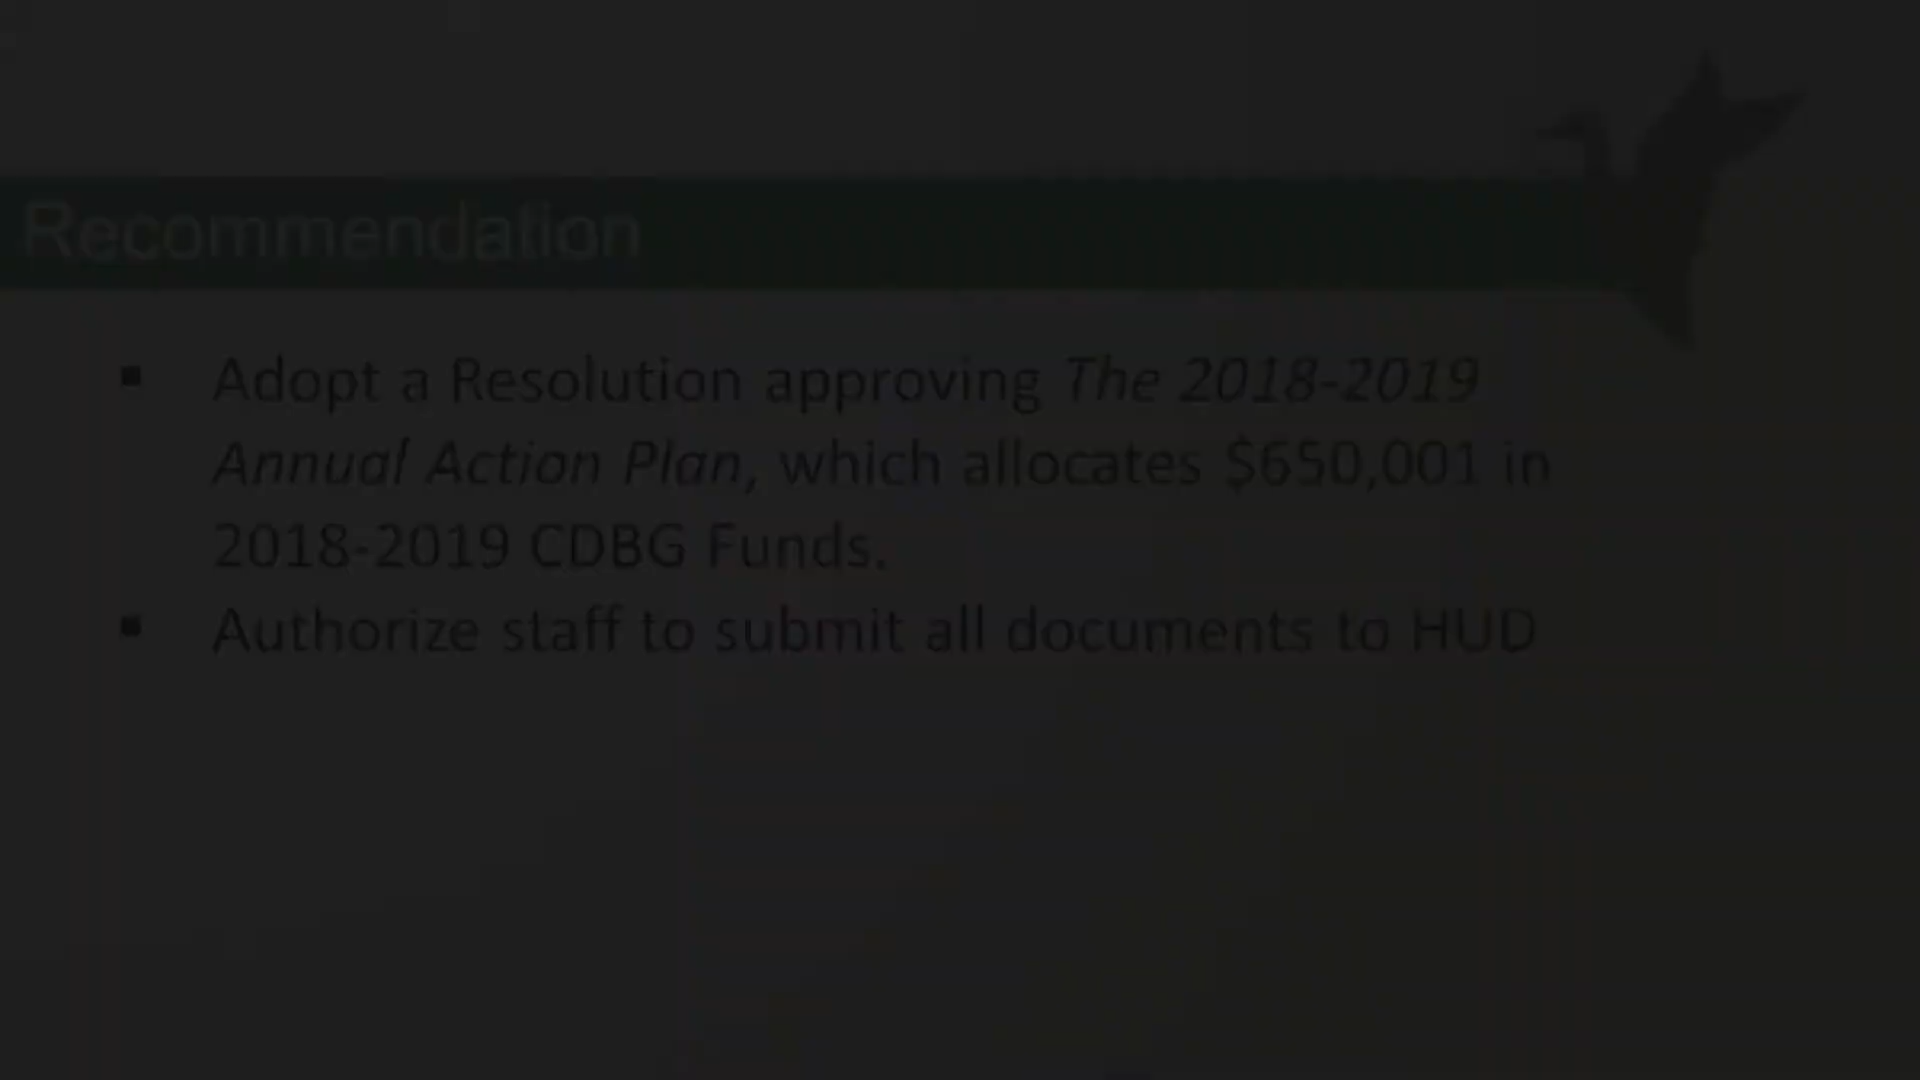 Recommendation
▪ Adopt a Resolution approving The 2018-2019
Annual Action Plan, which allocates $650,001 in
2018-2019 CDBG Funds.
▪ Authorize staff to submit all documents to HUD